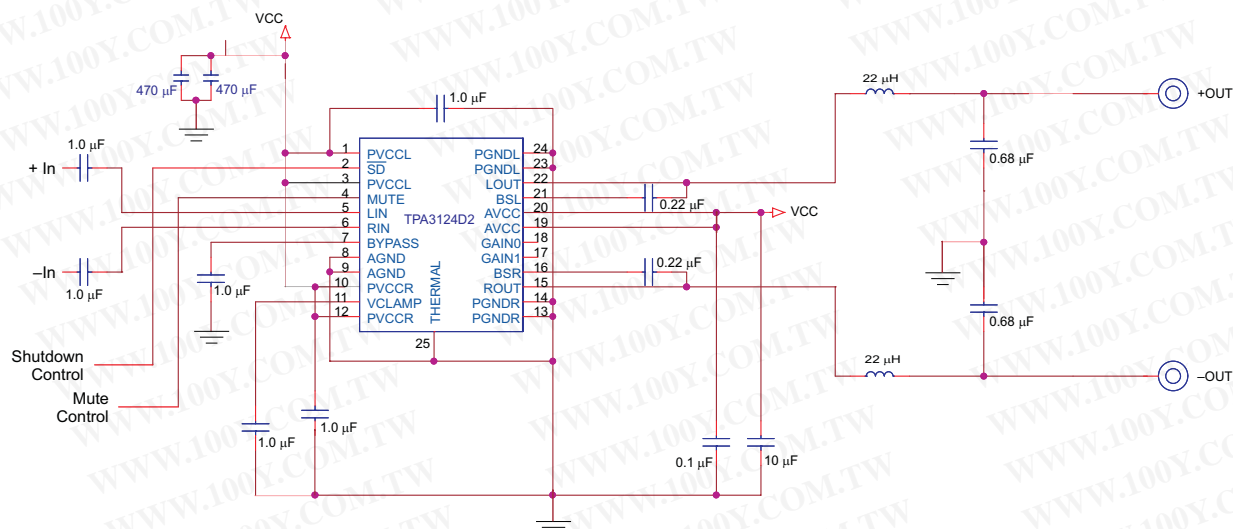 VCC
470 µF
470 µF
1.0 µF
22 µH
+OUT
1.0 µF
+ In
1 PVCCL
2 SD
3 PVCCL
4 MUTE
5 LIN
6 RIN
7 BYPASS
8 AGND
9 AGND
10 PVCCR
11 VCLAMP
12 PVCCR
TPA3124D2
THERMAL
25
PGNDL 24
PGNDL 23
LOUT 22
BSL 21
AVCC 20
AVCC 19
GAIN0 18
GAIN1 17
BSR 16
ROUT 15
PGNDR 14
PGNDR 13
0.22 µF
VCC
0.22 µF
0.68 µF
0.68 µF
–In
1.0 µF
1.0 µF
Shutdown
Control
Mute
Control
1.0 µF
1.0 µF
0.1 µF
10 µF
22 µH
–OUT
WWW.100Y.COM.TW